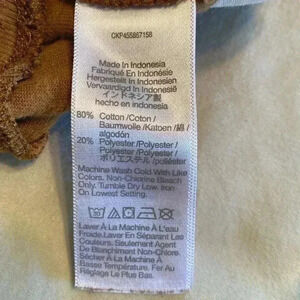 CKP455867158
Made In Indonesia
Fabriqué En Indonésie
Hergestellt In Indonesien
Vervaardigd In Indonesië
インドネシア製
hecho en indonesia
80% Cotton /Coton /
Baumwolle /Katoen /綿 /
algodón
20% Polyester /Polyester /
Polyester /Polyester /
ポリエステル /poliéster
Machine Wash Cold With Like
Colors. Non-Chlorine Bleach
Only. Tumble Dry Low. Iron
On Lowest Setting.
Laver À La Machine À L'eau
Froide. Laver En Séparant Les
Couleurs. Seulement Agent
De Blanchiment Non-Chloré.
Sécher À La Machine À
Basse Température. Fer Au
Réglage Le Plus Bas.